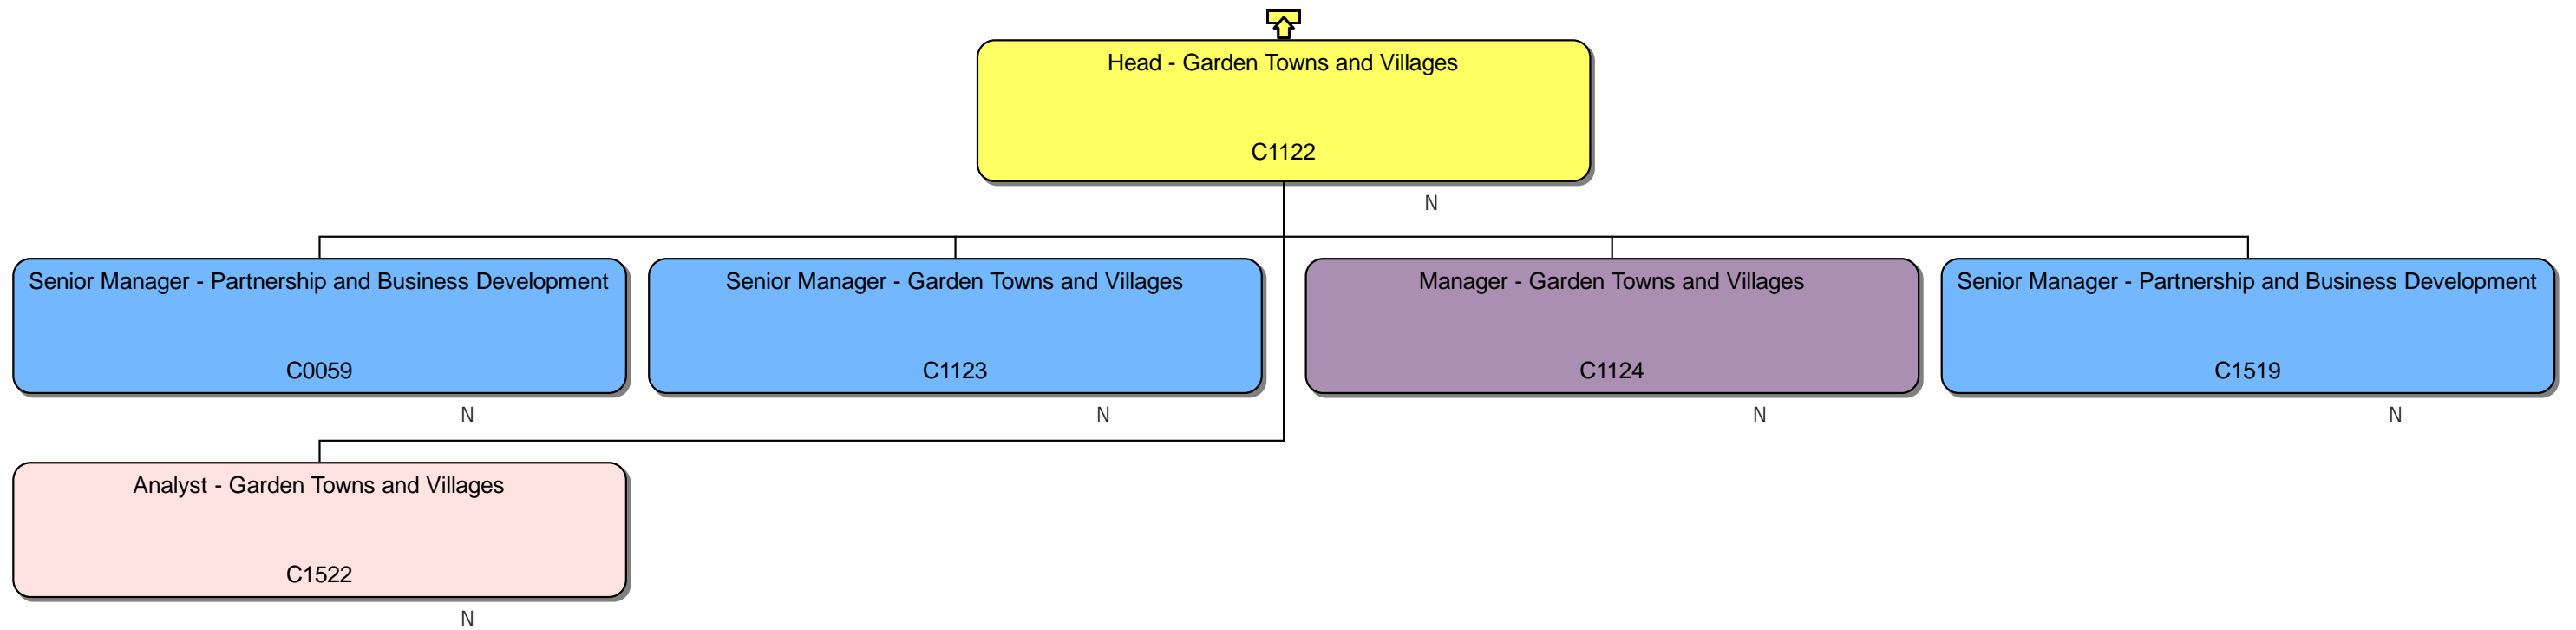 Head - Garden Towns and Villages
C1122
N
Senior Manager - Partnership and Business Development
C0059
N
Senior Manager - Garden Towns and Villages
C1123
N
Manager - Garden Towns and Villages
C1124
N
Senior Manager - Partnership and Business Development
C1519
N
Analyst - Garden Towns and Villages
C1522
N